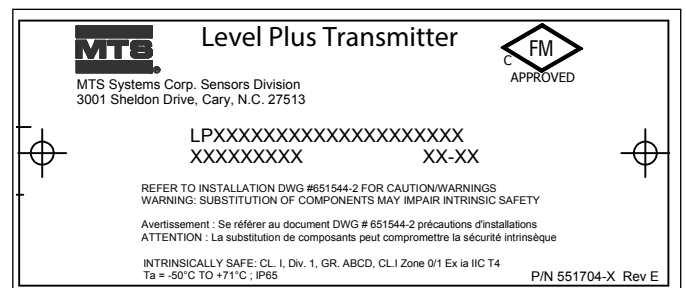 MTS
Level Plus Transmitter
C FM
APPROVED
MTS Systems Corp. Sensors Division
3001 Sheldon Drive, Cary, N.C. 27513
LPXXXXXXXXXXXXXXXXXXXX
XXXXXXXXX XX-XX
REFER TO INSTALLATION DWG #651544-2 FOR CAUTION/WARNINGS
WARNING: SUBSTITUTION OF COMPONENTS MAY IMPAIR INTRINSIC SAFETY
Avertissement : Se référer au document DWG # 651544-2 précautions d'installations
ATTENTION : La substitution de composants peut compromettre la sécurité intrinsèque
INTRINSICALLY SAFE: CL. I, Div. 1, GR. ABCD, CL.I Zone 0/1 Ex ia IIC T4
Ta = -50°C TO +71°C ; IP65
P/N 551704-X Rev E